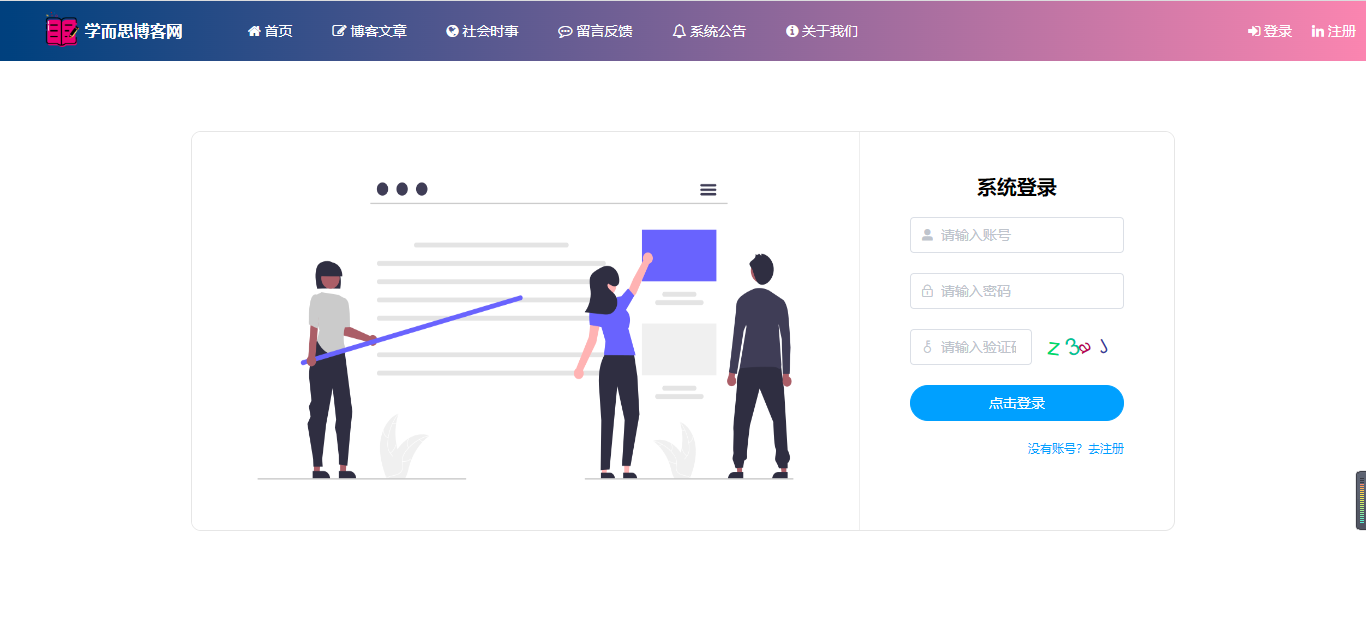 学而思博客网 首页 博客文章 社会时事 留言反馈 系统公告 关于我们 登录 注册
系统登录
请输入账号
请输入密码
请输入验证码 z3aJ
点击登录
没有账号？去注册